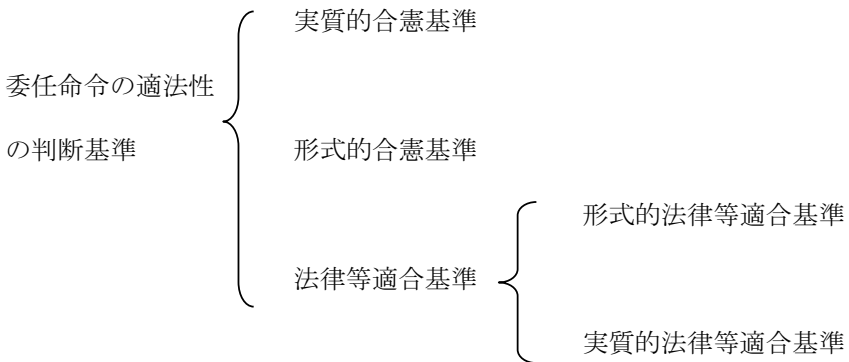 実質的合憲基準
委任命令の適法性
の判断基準
形式的合憲基準
形式的法律等適合基準
法律等適合基準
実質的法律等適合基準